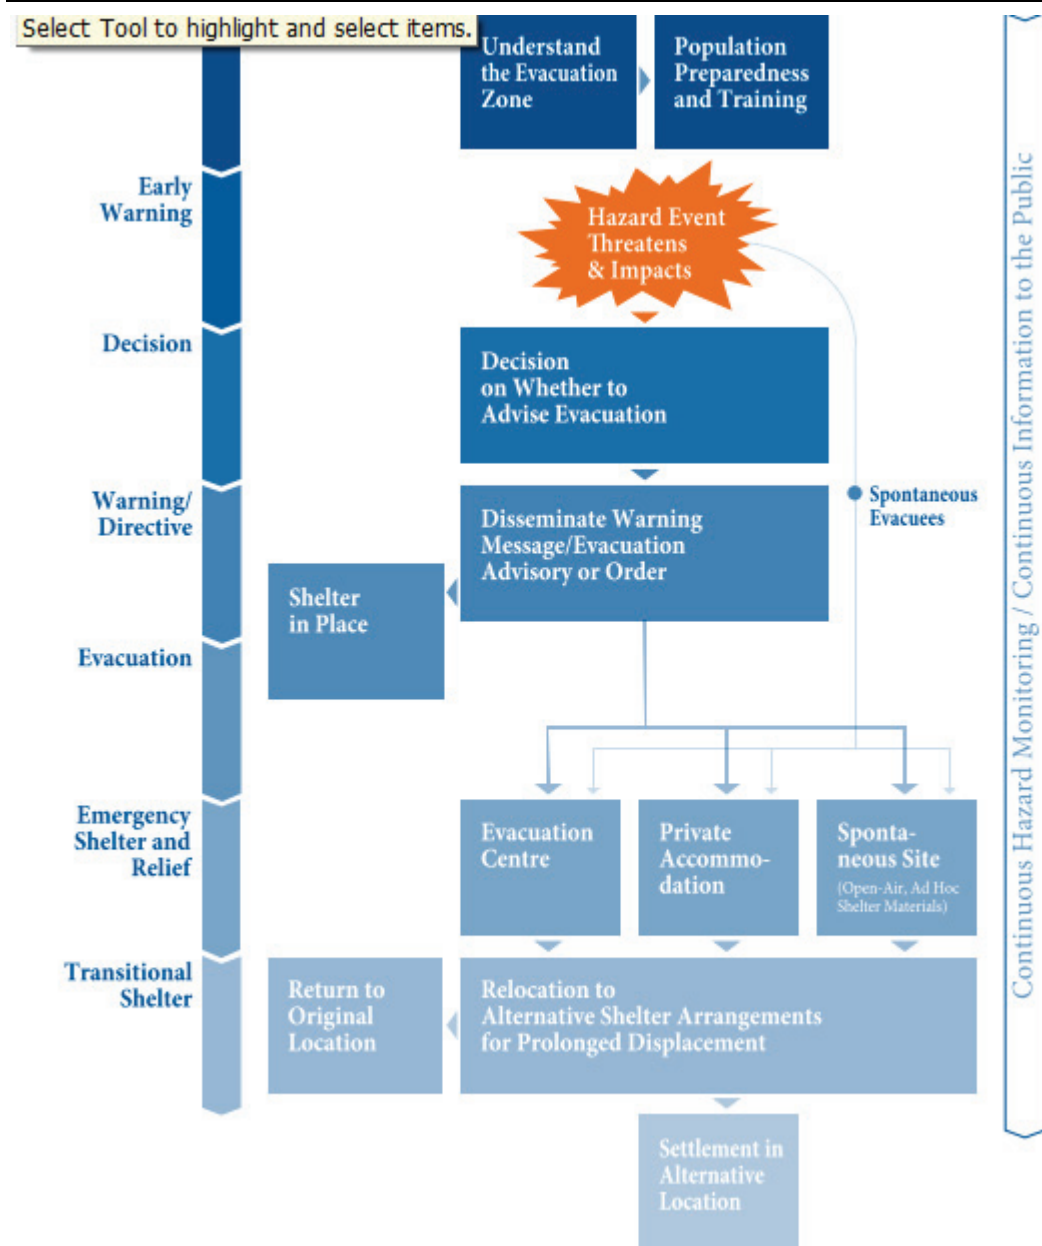 Select Tool to highlight and select items.
Understand
the Evacuation
Zone
Population
Preparedness
and Training
Early
Warning
Hazard Event
Threatens
& Impacts
Decision
Decision
on Whether to
Advise Evacuation
Warning/
Directive
Disseminate Warning
Message/Evacuation
Advisory or Order
Spontaneous
Evacuees
Shelter
in Place
Evacuation
Emergency
Shelter and
Relief
Evacuation
Centre
Private
Accommo-
dation
Sponta-
neous Site
(Open-Air, Ad Hoc
Shelter Materials)
Transitional
Shelter
Return to
Original
Location
Relocation to
Alternative Shelter Arrangements
for Prolonged Displacement
Settlement in
Alternative
Location
Continuous Hazard Monitoring / Continuous Information to the Public